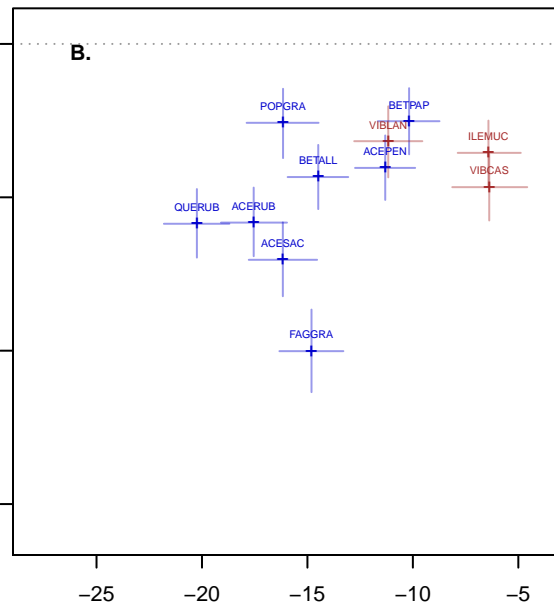 B.
POPGRA
BETPAP
VIBLAN
ILEMUC
BETALL
ACEPEN
VIBCAS
QUERUB
ACERUB
ACESAC
FAGGRA
−25 −20 −15 −10 −5